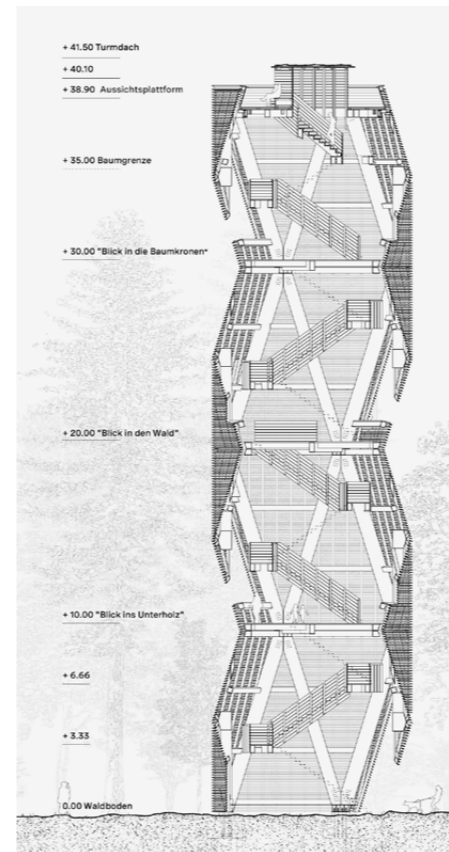 + 41.50 Turmdach
+ 40.10
+ 38.90 Aussichtsplattform
+ 35.00 Baumgrenze
+ 30.00 "Blick in die Baumkronen"
+ 20.00 "Blick in den Wald"
+ 10.00 "Blick ins Unterholz"
+ 6.66
+ 3.33
0.00 Waldboden